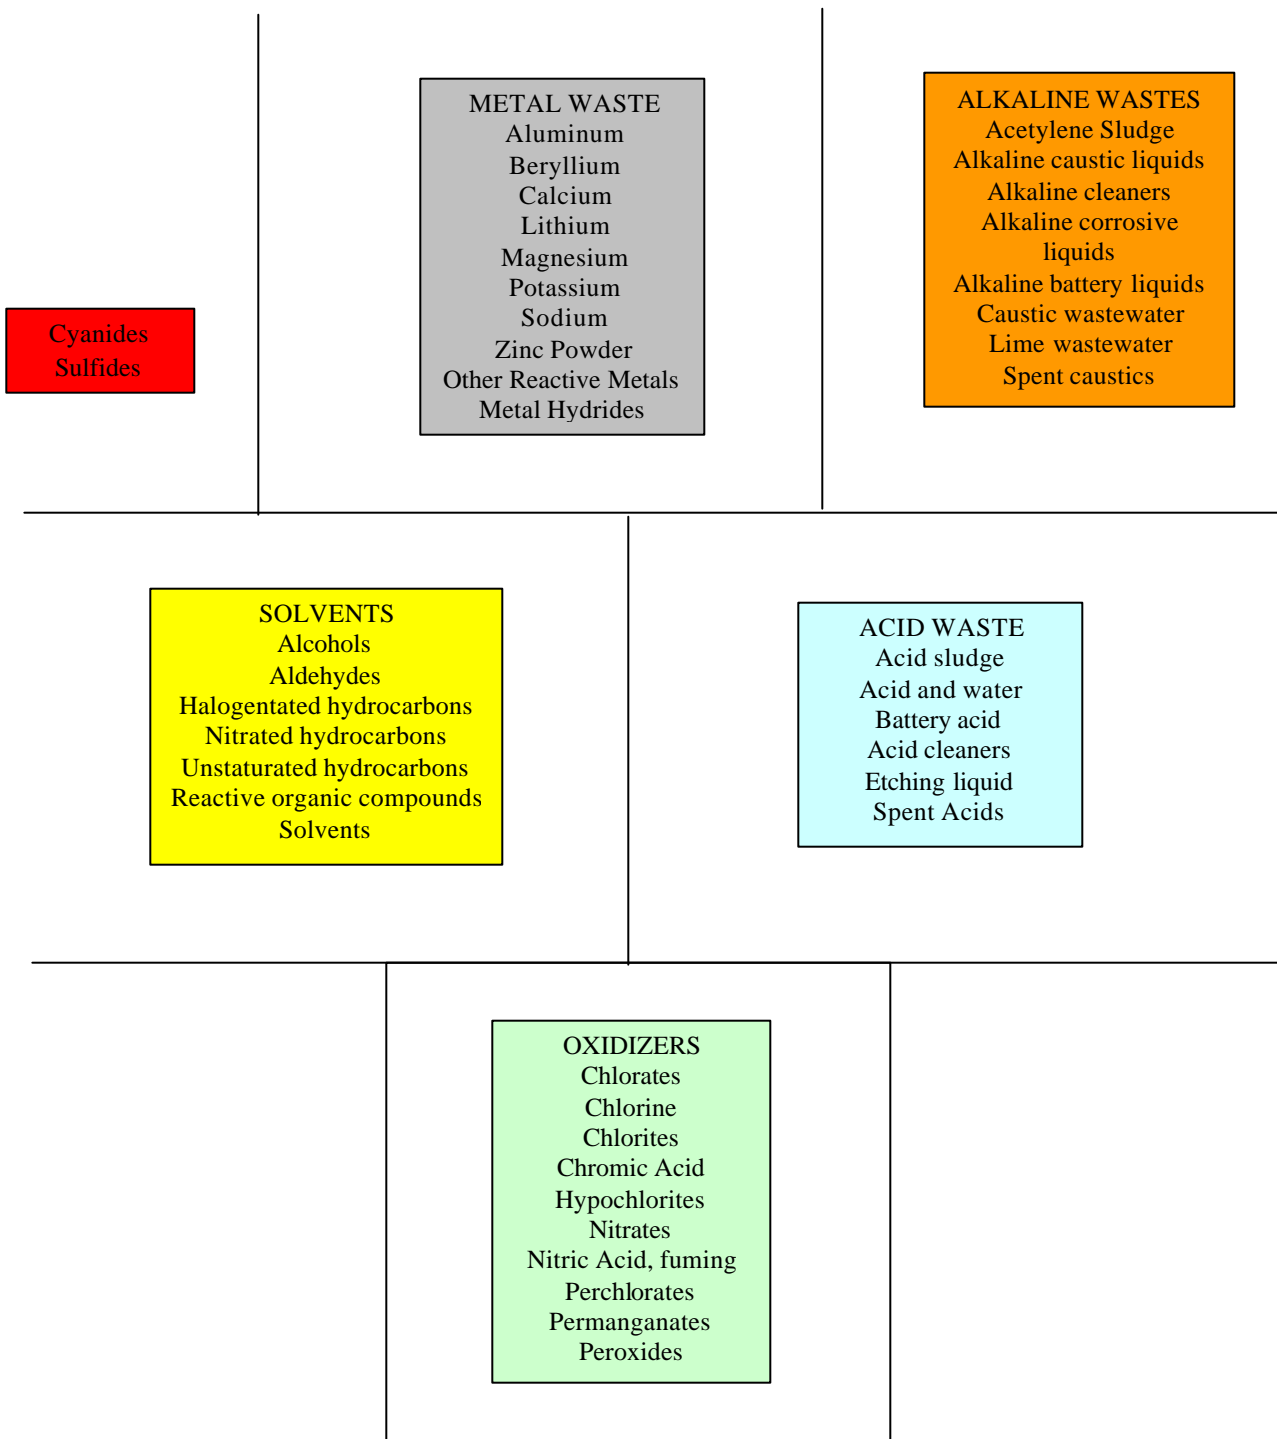 METAL WASTE
Aluminum
Beryllium
Calcium
Lithium
Magnesium
Potassium
Sodium
Zinc Powder
Other Reactive Metals
Metal Hydrides
ALKALINE WASTES
Acetylene Sludge
Alkaline caustic liquids
Alkaline cleaners
Alkaline corrosive
liquids
Alkaline battery liquids
Caustic wastewater
Lime wastewater
Spent caustics
Cyanides
Sulfides
SOLVENTS
Alcohols
Aldehydes
Halogentated hydrocarbons
Nitrated hydrocarbons
Unstaturated hydrocarbons
Reactive organic compounds
Solvents
ACID WASTE
Acid sludge
Acid and water
Battery acid
Acid cleaners
Etching liquid
Spent Acids
OXIDIZERS
Chlorates
Chlorine
Chlorites
Chromic Acid
Hypochlorites
Nitrates
Nitric Acid, fuming
Perchlorates
Permanganates
Peroxides